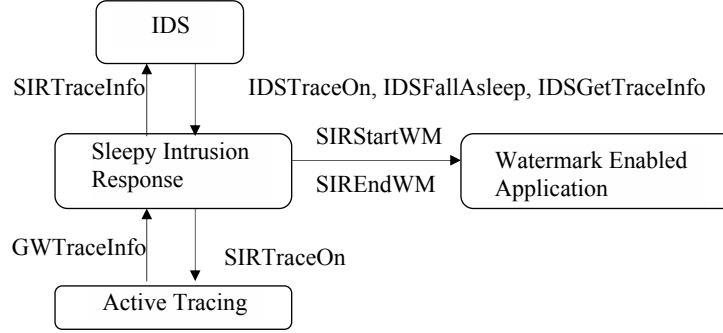 IDS
SIRTraceInfo
IDSTraceOn, IDSFallAsleep, IDSGetTraceInfo
Sleepy Intrusion
Response
SIRStartWM
SIREndWM
Watermark Enabled
Application
GWTraceInfo
SIRTraceOn
Active Tracing